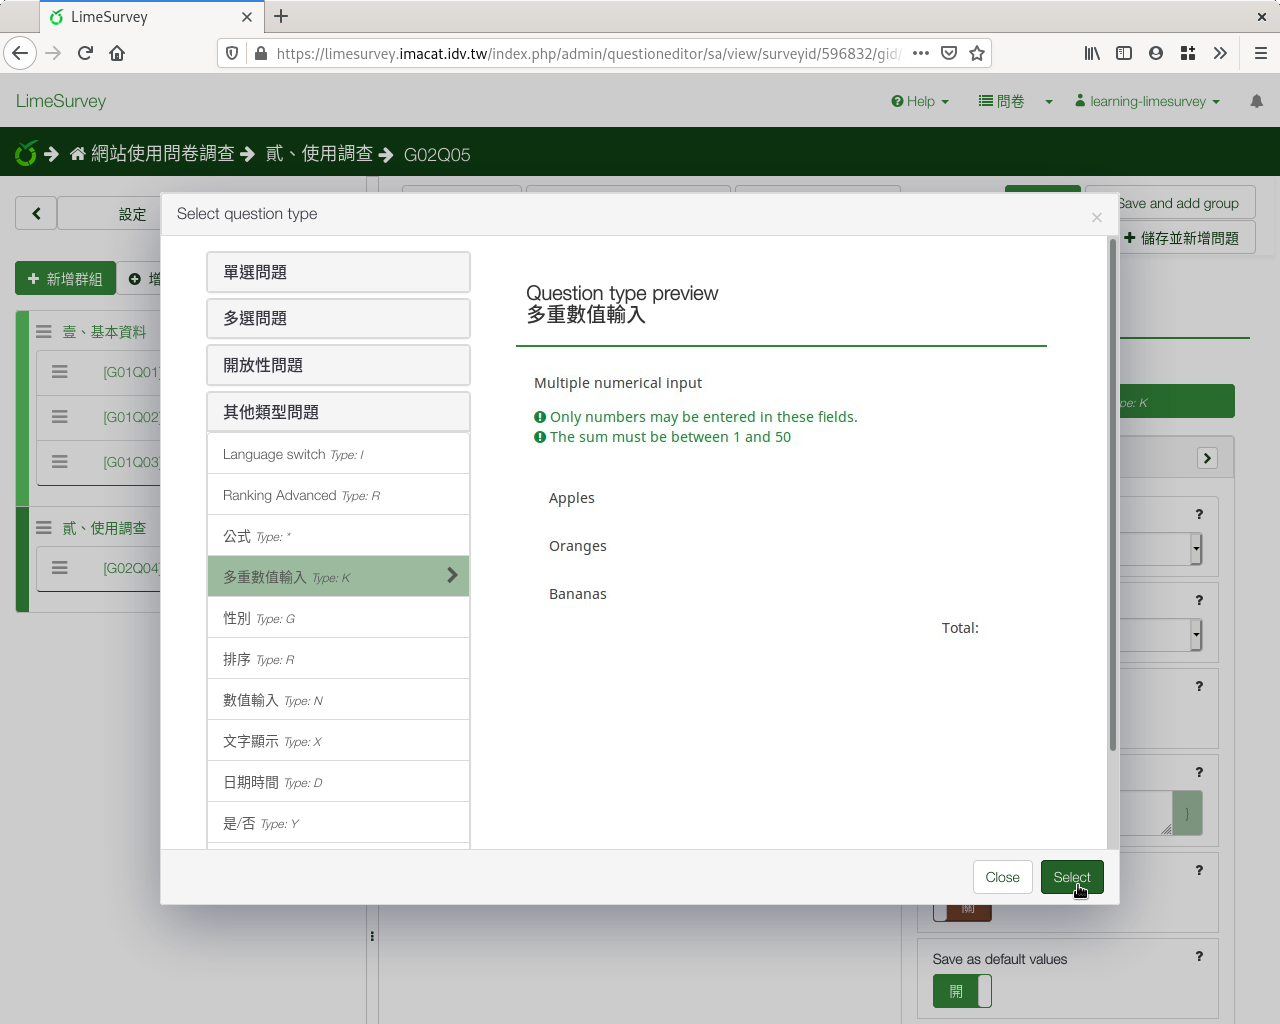 LimeSurvey
https://limesurvey.imacat.idv.tw/index.php/admin/questioneditor/sa/view/surveyid/596832/gid/
LimeSurvey
Help
問卷
learning-limesurvey
網站使用問卷調查
貳、使用調查
G02Q05
設定
Save and add group
儲存並新增問題
新增群組
增
壹、基本資料
[G01Q01]
[G01Q02]
[G01Q03]
貳、使用調查
[G02Q04]
Select question type
×
單選問題
多選問題
開放性問題
其他類型問題
Language switch Type: I
Ranking Advanced Type: R
公式 Type: *
多重數值輸入 Type: K
性別 Type: G
排序 Type: R
數值輸入 Type: N
文字顯示 Type: X
日期時間 Type: D
是/否 Type: Y
Question type preview
多重數值輸入
Multiple numerical input
Only numbers may be entered in these fields.
The sum must be between 1 and 50
Apples
Oranges
Bananas
Total:
Close
Select
pe: K
?
?
?
?
}
?
關
Save as default values
?
開